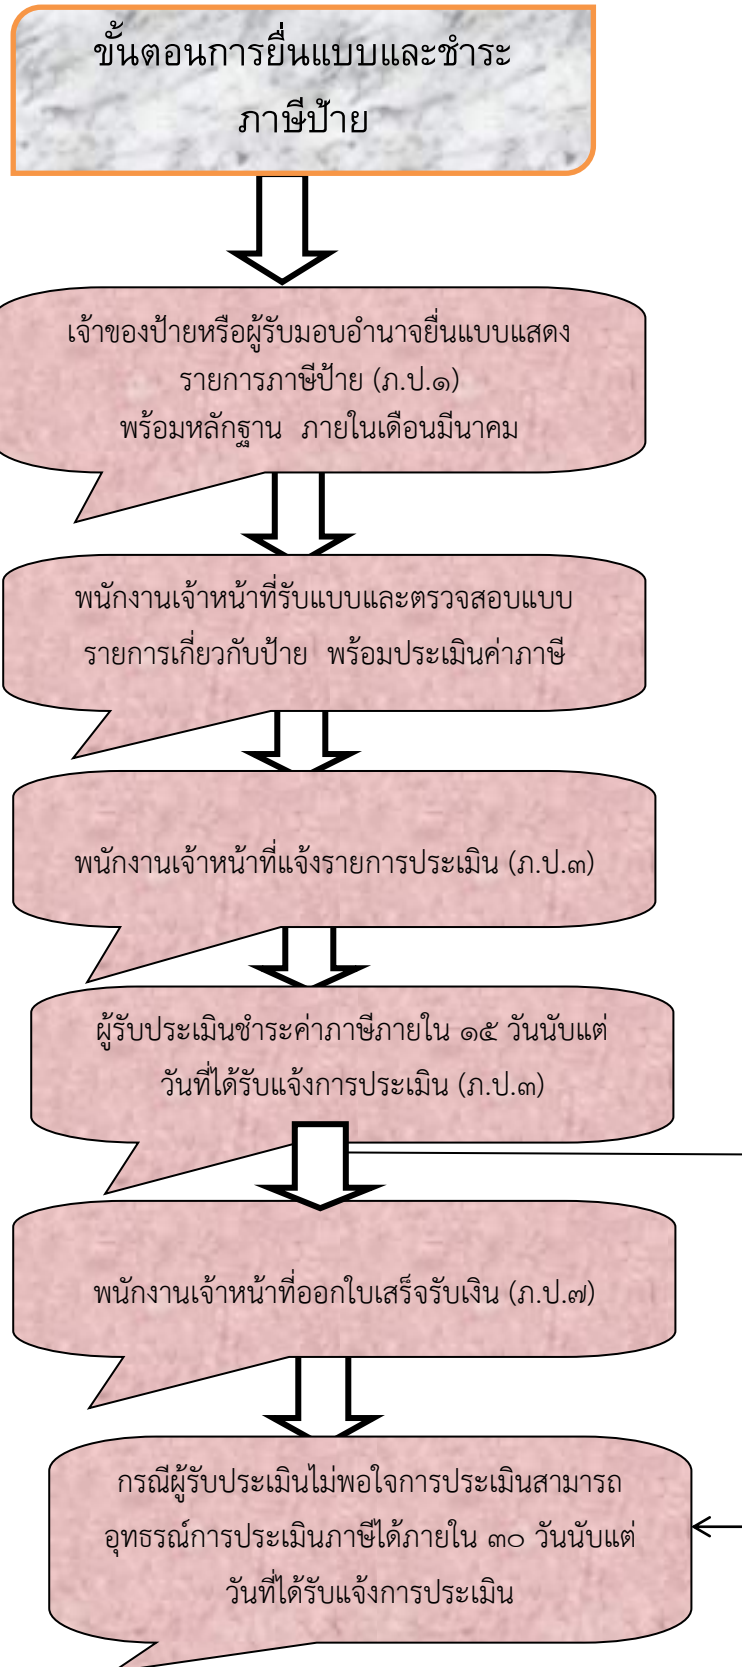 ขั้นตอนการยื่นแบบและชำระ
ภาษีป้าย
เจ้าของป้ายหรือผู้รับมอบอำนาจยื่นแบบแสดง
รายการภาษีป้าย (ภ.ป.๑)
พร้อมหลักฐาน ภายในเดือนมีนาคม
พนักงานเจ้าหน้าที่รับแบบและตรวจสอบแบบ
รายการเกี่ยวกับป้าย พร้อมประเมินค่าภาษี
พนักงานเจ้าหน้าที่แจ้งรายการประเมิน (ภ.ป.๓)
ผู้รับประเมินชำระค่าภาษีภายใน ๑๕ วันนับแต่
วันที่ได้รับแจ้งการประเมิน (ภ.ป.๓)
พนักงานเจ้าหน้าที่ออกใบเสร็จรับเงิน (ภ.ป.๗)
กรณีผู้รับประเมินไม่พอใจการประเมินสามารถ
อุทธรณ์การประเมินภาษีได้ภายใน ๓๐ วันนับแต่
วันที่ได้รับแจ้งการประเมิน